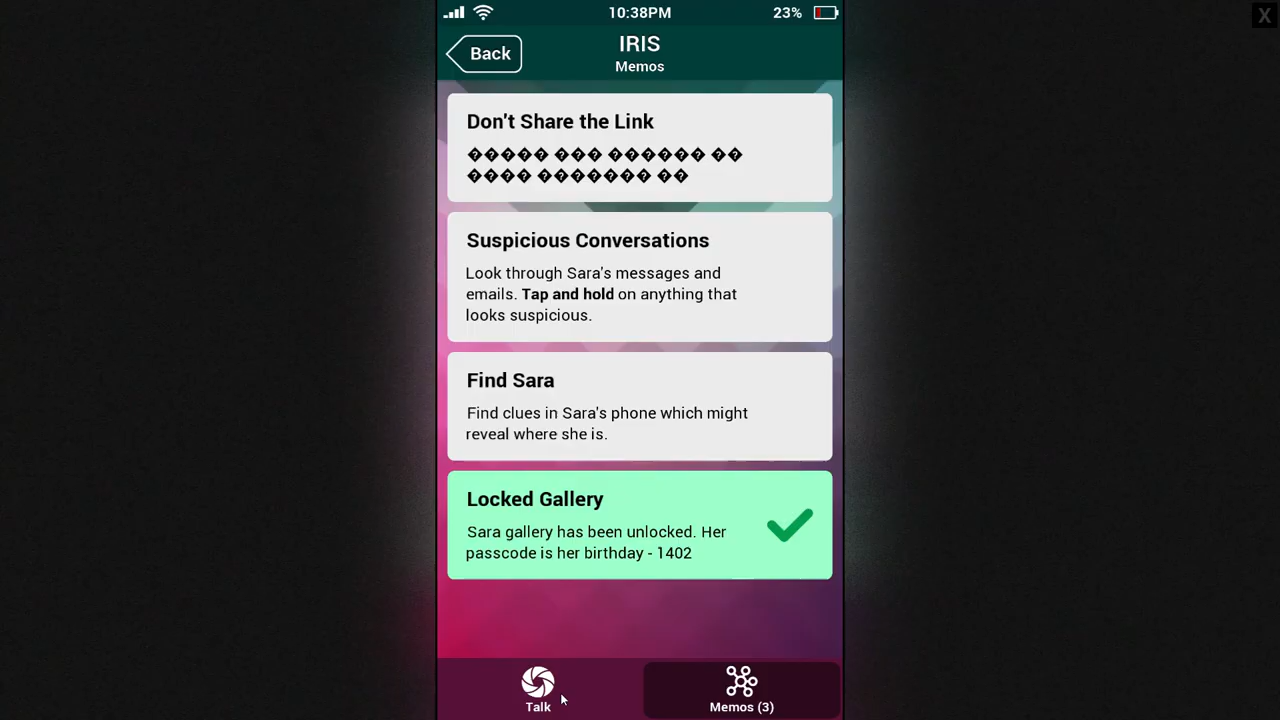 10:38PM
23%
X
Back
IRIS
Memos
Don't Share the Link
����� ��� ������ ��
���� ������� ��
Suspicious Conversations
Look through Sara's messages and
emails. Tap and hold on anything that
looks suspicious.
Find Sara
Find clues in Sara's phone which might
reveal where she is.
Locked Gallery
Sara gallery has been unlocked. Her
passcode is her birthday - 1402
Talk
Memos (3)